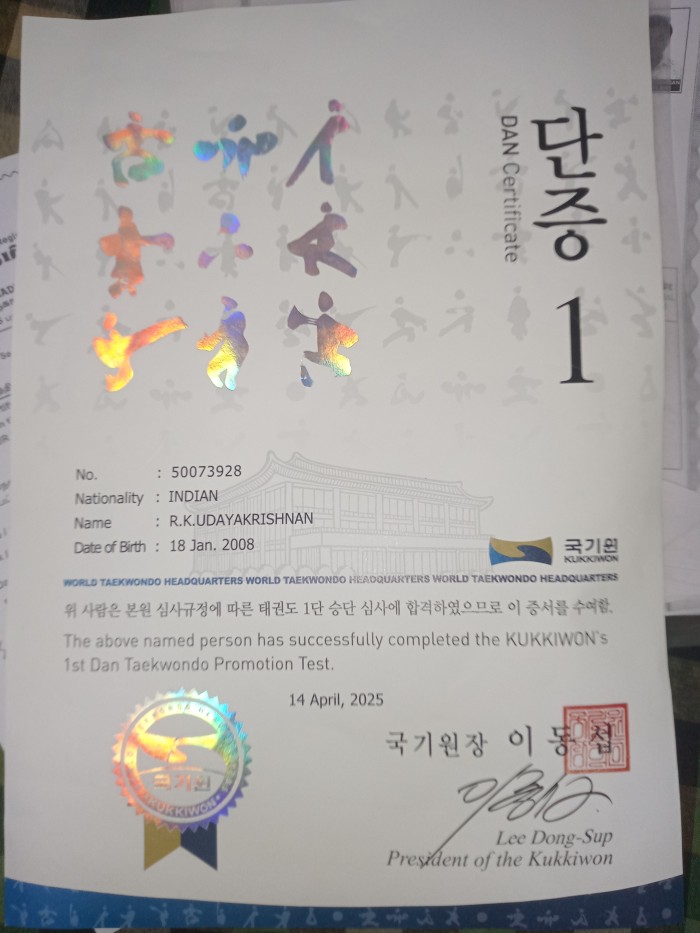 단증
DAN Certificate
1
No. : 50073928
Nationality : INDIAN
Name : R.K.UDAYAKRISHNAN
Date of Birth : 18 Jan. 2008
국기원
KUKKIWON
WORLD TAEKWONDO HEADQUARTERS WORLD TAEKWONDO HEADQUARTERS WORLD TAEKWONDO HEADQUARTERS
위 사람은 본원 심사규정에 따른 태권도 1단 승단 심사에 합격하였으므로 이 증서를 수여함.
The above named person has successfully completed the KUKKIWON's
1st Dan Taekwondo Promotion Test.
14 April, 2025
국기원장 이동섭
Lee Dong-Sup
President of the Kukkiwon
국기원
KUKKIWON